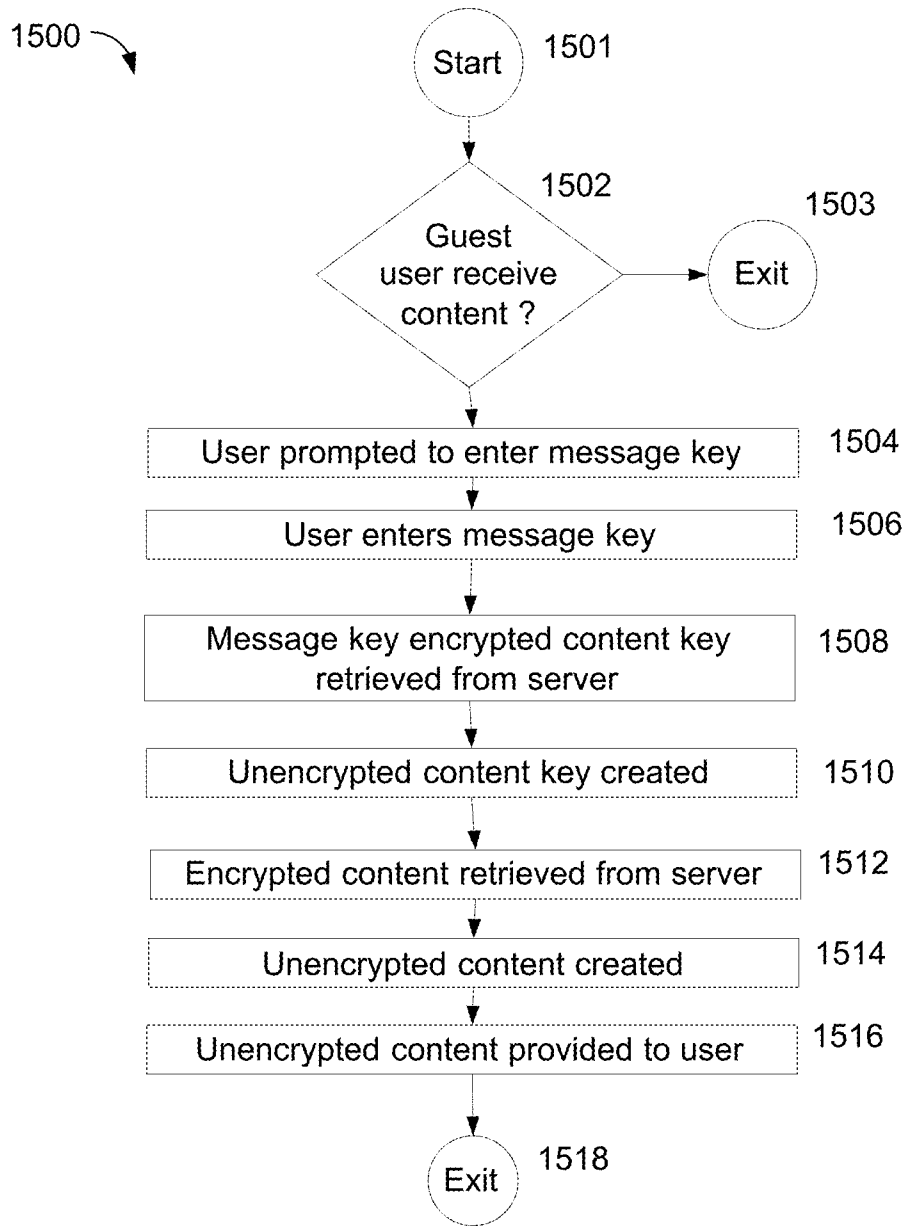 1500
Start
1501
1502
Guest
user receive
content ?
1503
Exit
User prompted to enter message key
1504
User enters message key
1506
Message key encrypted content key
retrieved from server
1508
Unencrypted content key created
1510
Encrypted content retrieved from server
1512
Unencrypted content created
1514
Unencrypted content provided to user
1516
Exit
1518